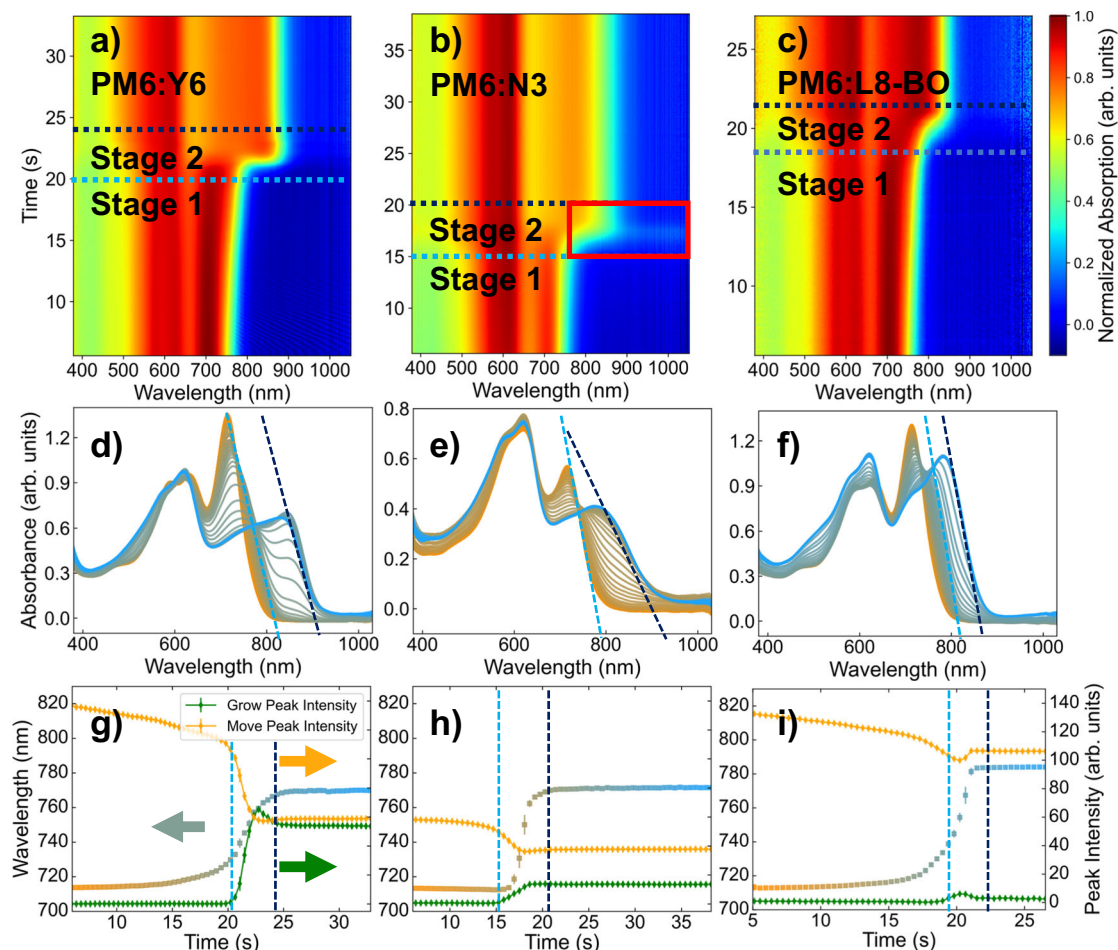 a)
PM6:Y6
Stage 2
Stage 1
30
25
20
15
10
Time (s)
400 500 600 700 800 900 1000
Wavelength (nm)
b)
PM6:N3
Stage 2
Stage 1
35
30
25
20
15
10
400 500 600 700 800 900 1000
Wavelength (nm)
c)
PM6:L8-BO
Stage 2
Stage 1
25
20
15
10
400 500 600 700 800 900 1000
Wavelength (nm)
1.0
0.8
0.6
0.4
0.2
0.0
Normalized Absorption (arb. units)
d)
1.2
0.9
0.6
0.3
0.0
Absorbance (arb. units)
400 600 800 1000
Wavelength (nm)
e)
0.8
0.6
0.4
0.2
0.0
400 600 800 1000
Wavelength (nm)
f)
1.2
0.9
0.6
0.3
0.0
400 600 800 1000
Wavelength (nm)
g)
Grow Peak Intensity
Move Peak Intensity
820
800
780
760
740
720
700
Wavelength (nm)
10 15 20 25 30
Time (s)
h)
10 15 20 25 30 35
Time (s)
i)
820
800
780
760
740
720
700
5 10 15 20 25
Time (s)
140
120
100
80
60
40
20
0
Peak Intensity (arb. units)